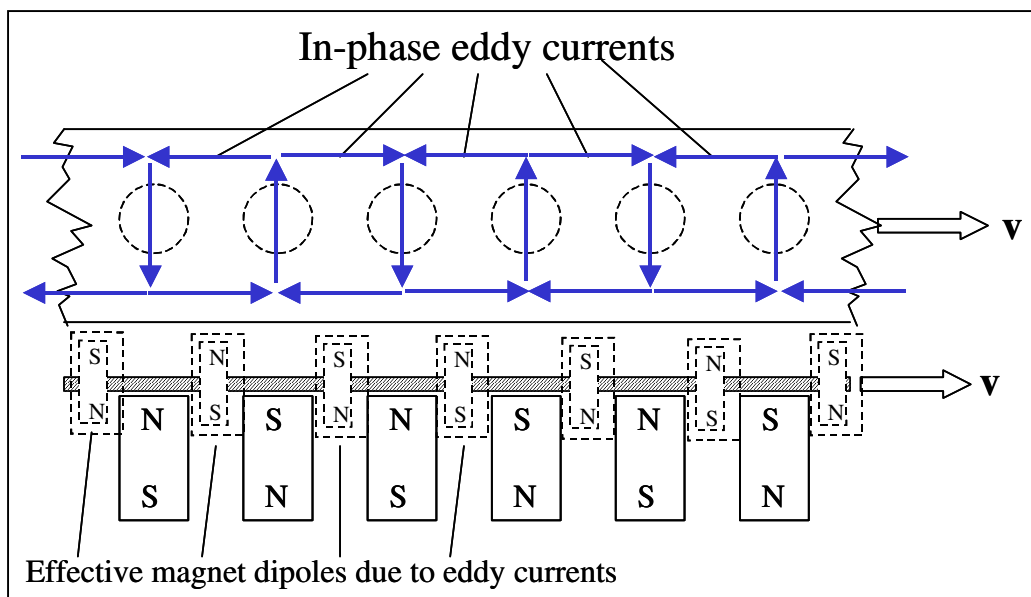 In-phase eddy currents
v
S N S N S N S
v
N S N S N S N
N S N S N S
S N S N S N
Effective magnet dipoles due to eddy currents